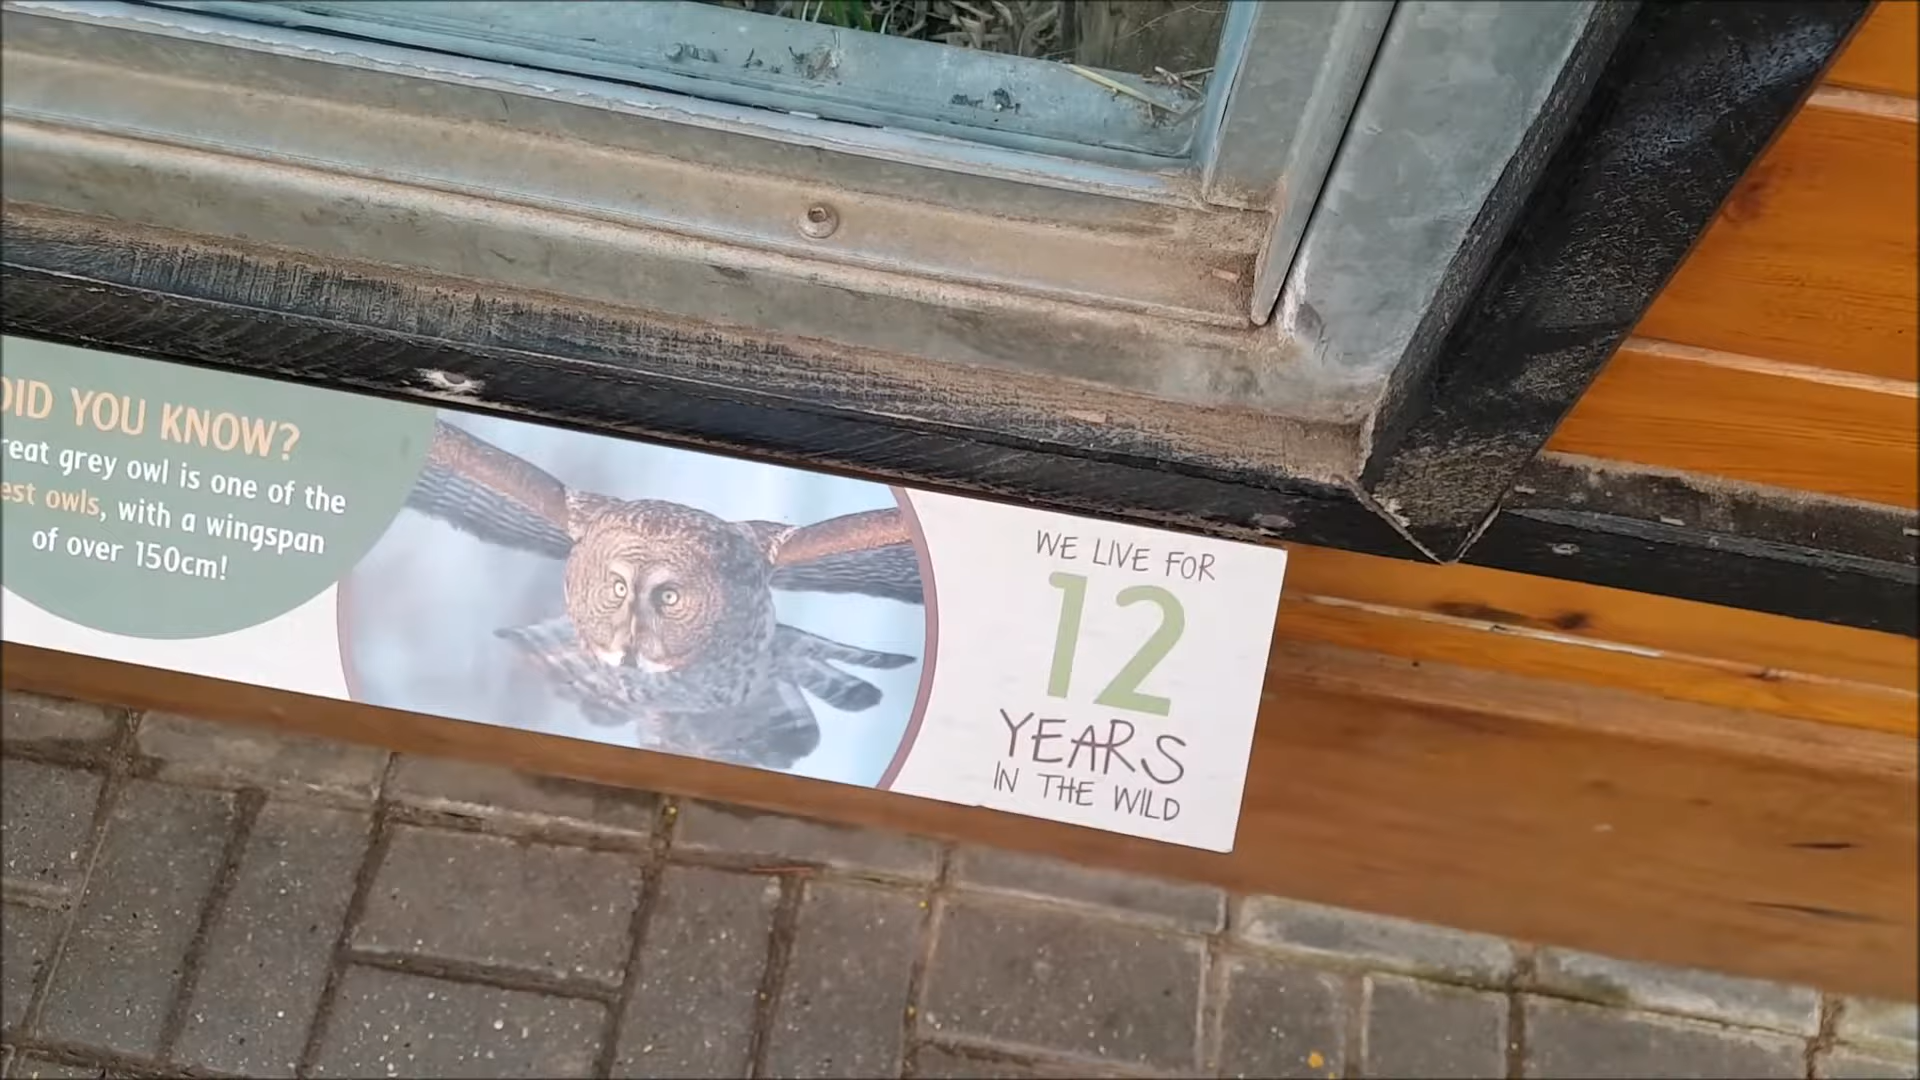 DID YOU KNOW?
reat grey owl is one of the
est owls, with a wingspan
of over 150cm!
WE LIVE FOR
12
YEARS
IN THE WILD